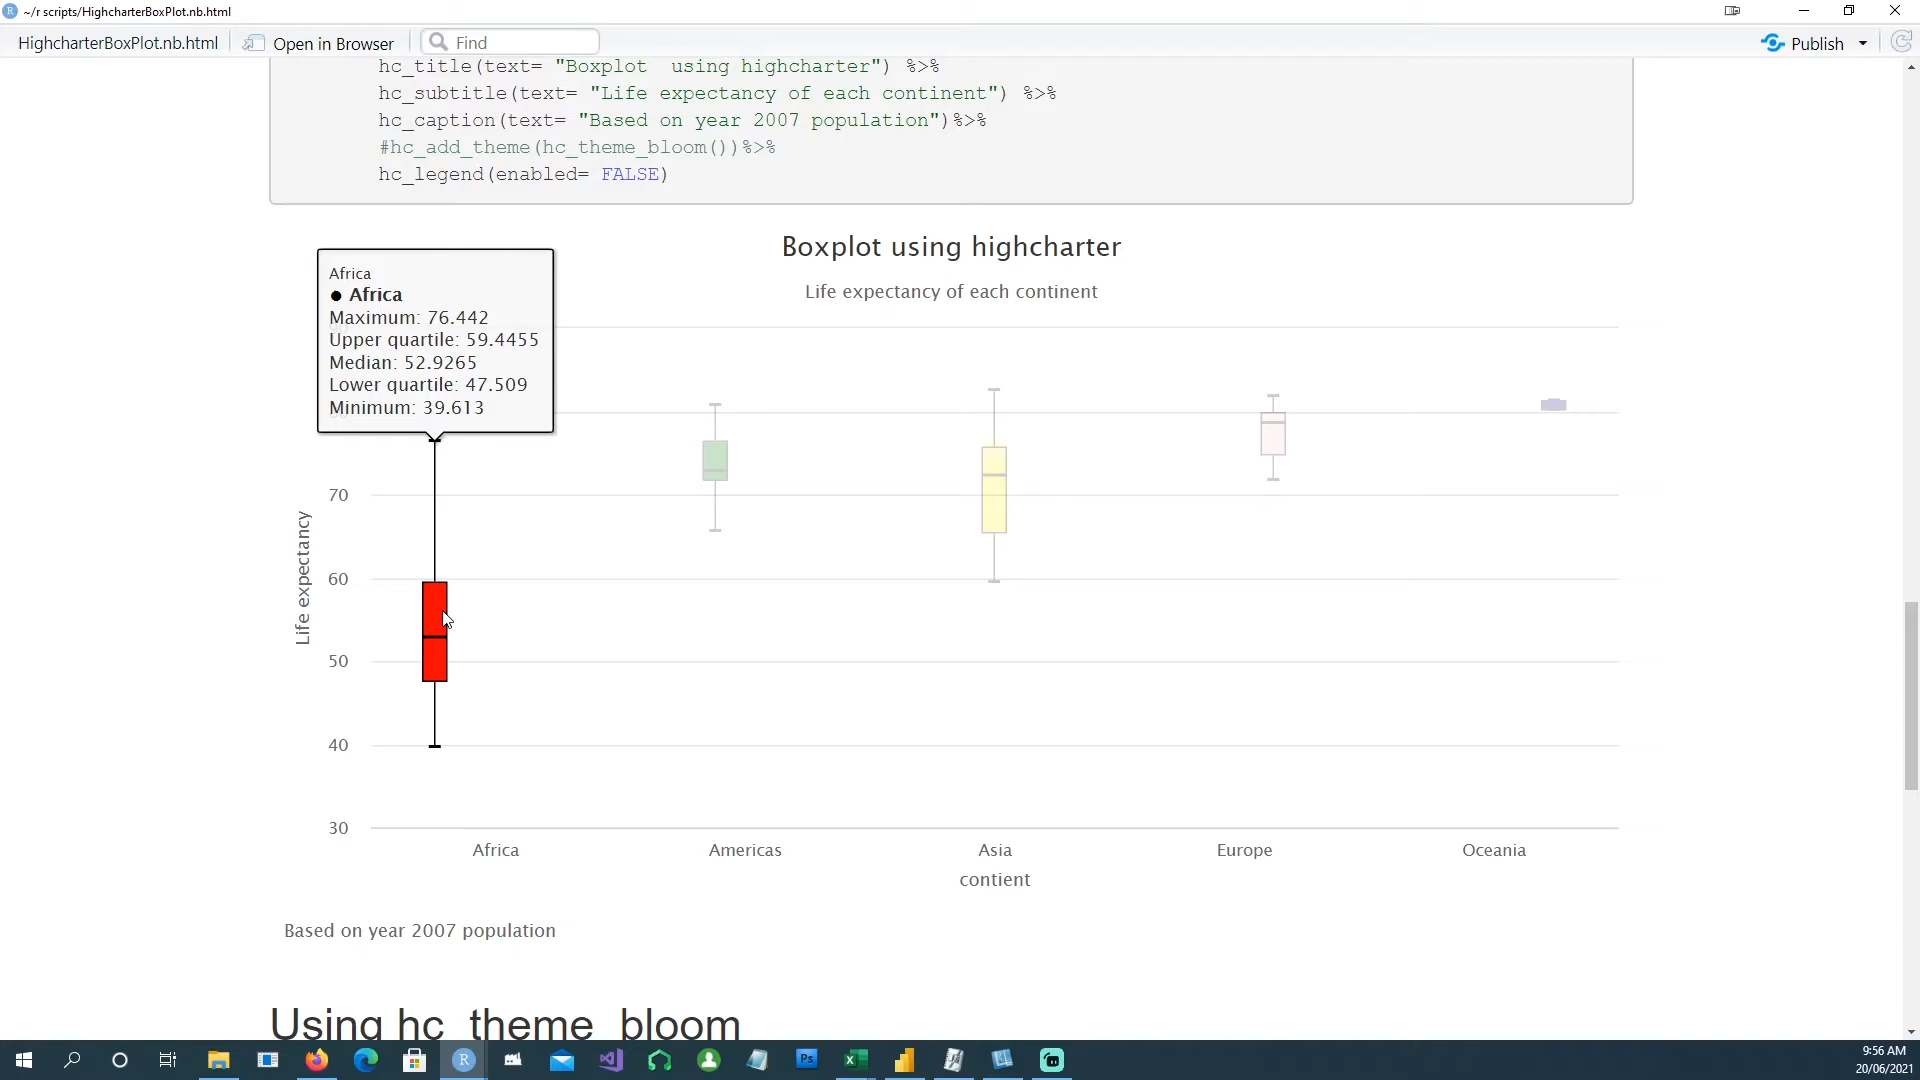 ~/r scripts/HighcharterBoxPlot.nb.html
HighcharterBoxPlot.nb.html
Open in Browser
Find
Publish
hc_title(text= "Boxplot  using highcharter") %>%
hc_subtitle(text= "Life expectancy of each continent") %>%
hc_caption(text= "Based on year 2007 population")%>%
#hc_add_theme(hc_theme_bloom())%>%
hc_legend(enabled= FALSE)
Boxplot using highcharter
Life expectancy of each continent
Africa
● Africa
Maximum: 76.442
Upper quartile: 59.4455
Median: 52.9265
Lower quartile: 47.509
Minimum: 39.613
Life expectancy
90
80
70
60
50
40
30
Africa
Americas
Asia
Europe
Oceania
contient
Based on year 2007 population
Using hc_theme_bloom
R
Ps
9:56 AM
20/06/2021